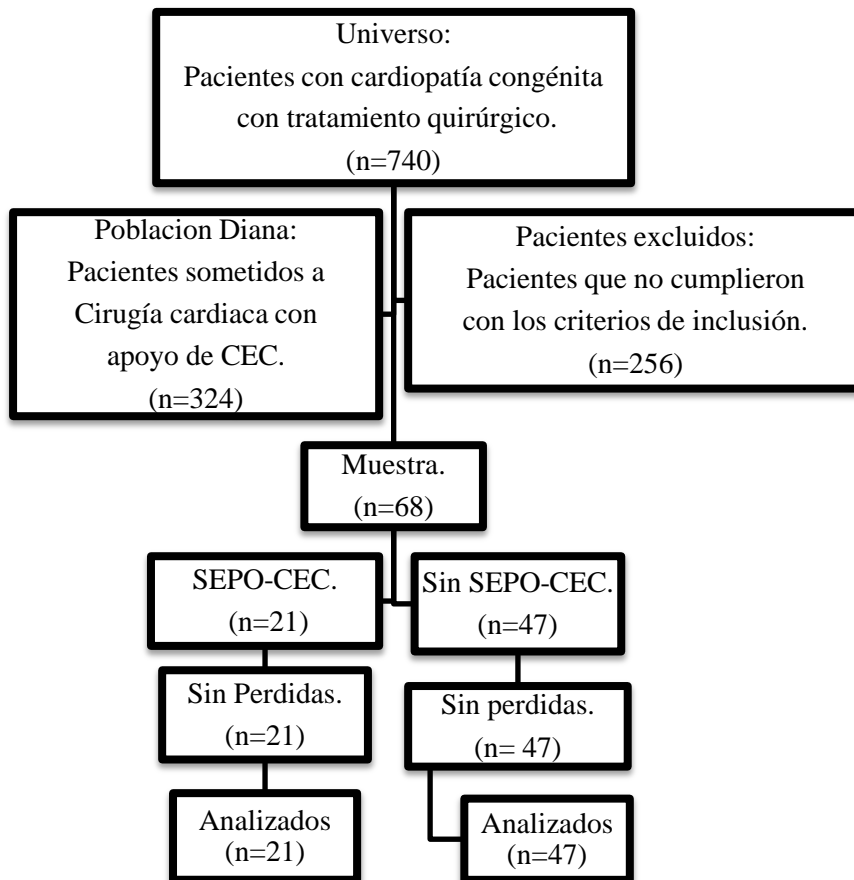 Universo:
Pacientes con cardiopatía congénita
con tratamiento quirúrgico.
(n=740)
Poblacion Diana:
Pacientes sometidos a
Cirugía cardiaca con
apoyo de CEC.
(n=324)
Pacientes excluidos:
Pacientes que no cumplieron
con los criterios de inclusión.
(n=256)
Muestra.
(n=68)
SEPO-CEC.
(n=21)
Sin SEPO-CEC.
(n=47)
Sin Perdidas.
(n=21)
Sin perdidas.
(n= 47)
Analizados
(n=21)
Analizados
(n=47)